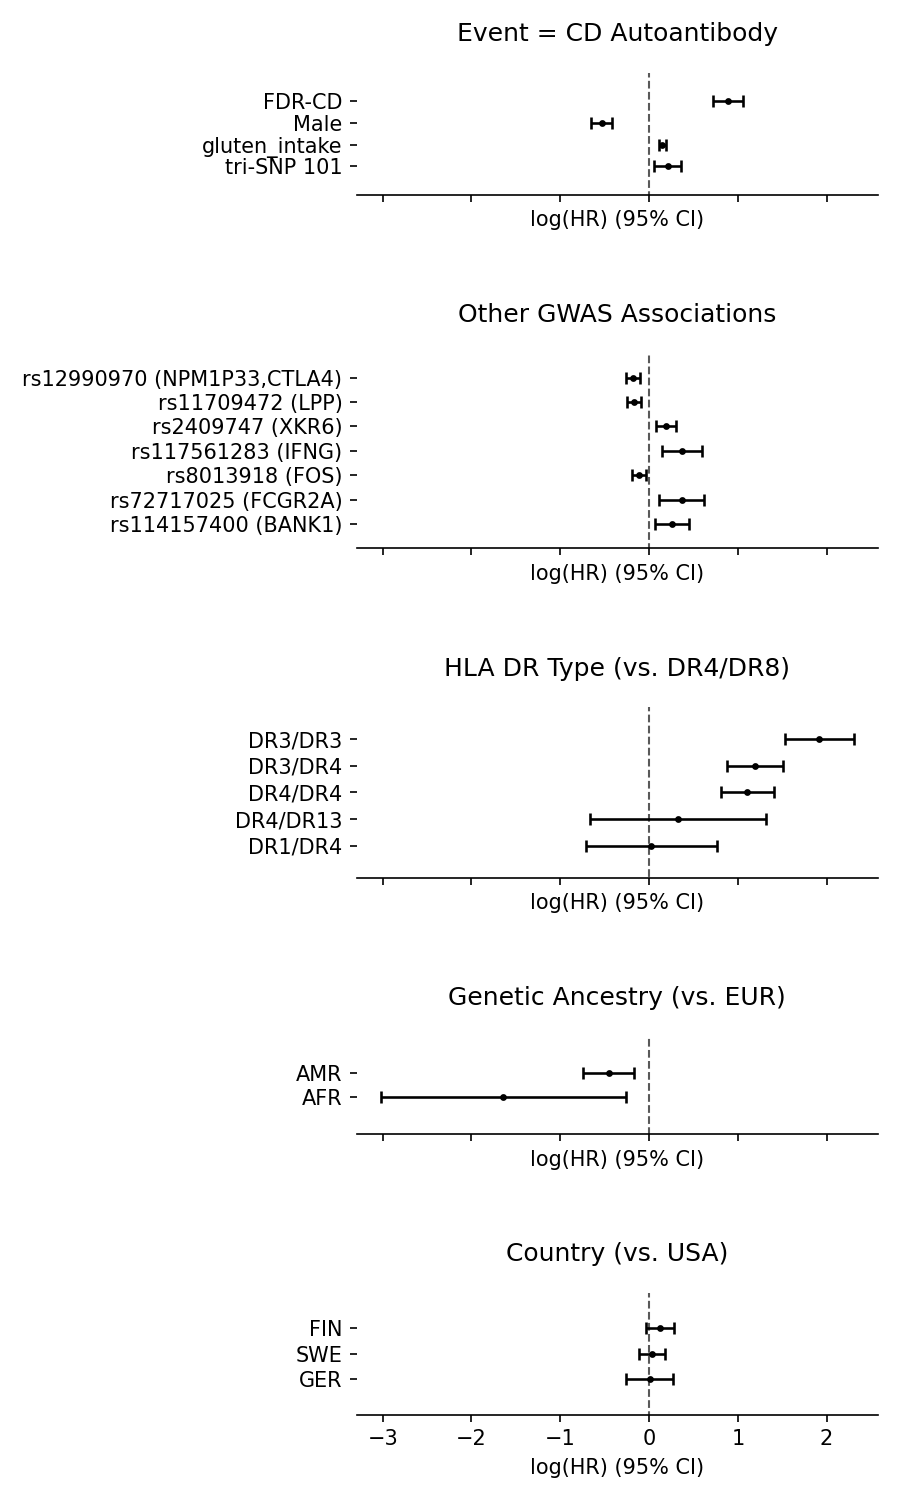 Event = CD Autoantibody
FDR-CD
Male
gluten_intake
tri-SNP 101
log(HR) (95% CI)
Other GWAS Associations
rs12990970 (NPM1P33,CTLA4)
rs11709472 (LPP)
rs2409747 (XKR6)
rs117561283 (IFNG)
rs8013918 (FOS)
rs72717025 (FCGR2A)
rs114157400 (BANK1)
log(HR) (95% CI)
HLA DR Type (vs. DR4/DR8)
DR3/DR3
DR3/DR4
DR4/DR4
DR4/DR13
DR1/DR4
log(HR) (95% CI)
Genetic Ancestry (vs. EUR)
AMR
AFR
log(HR) (95% CI)
Country (vs. USA)
FIN
SWE
GER
−3 −2 −1 0 1 2
log(HR) (95% CI)